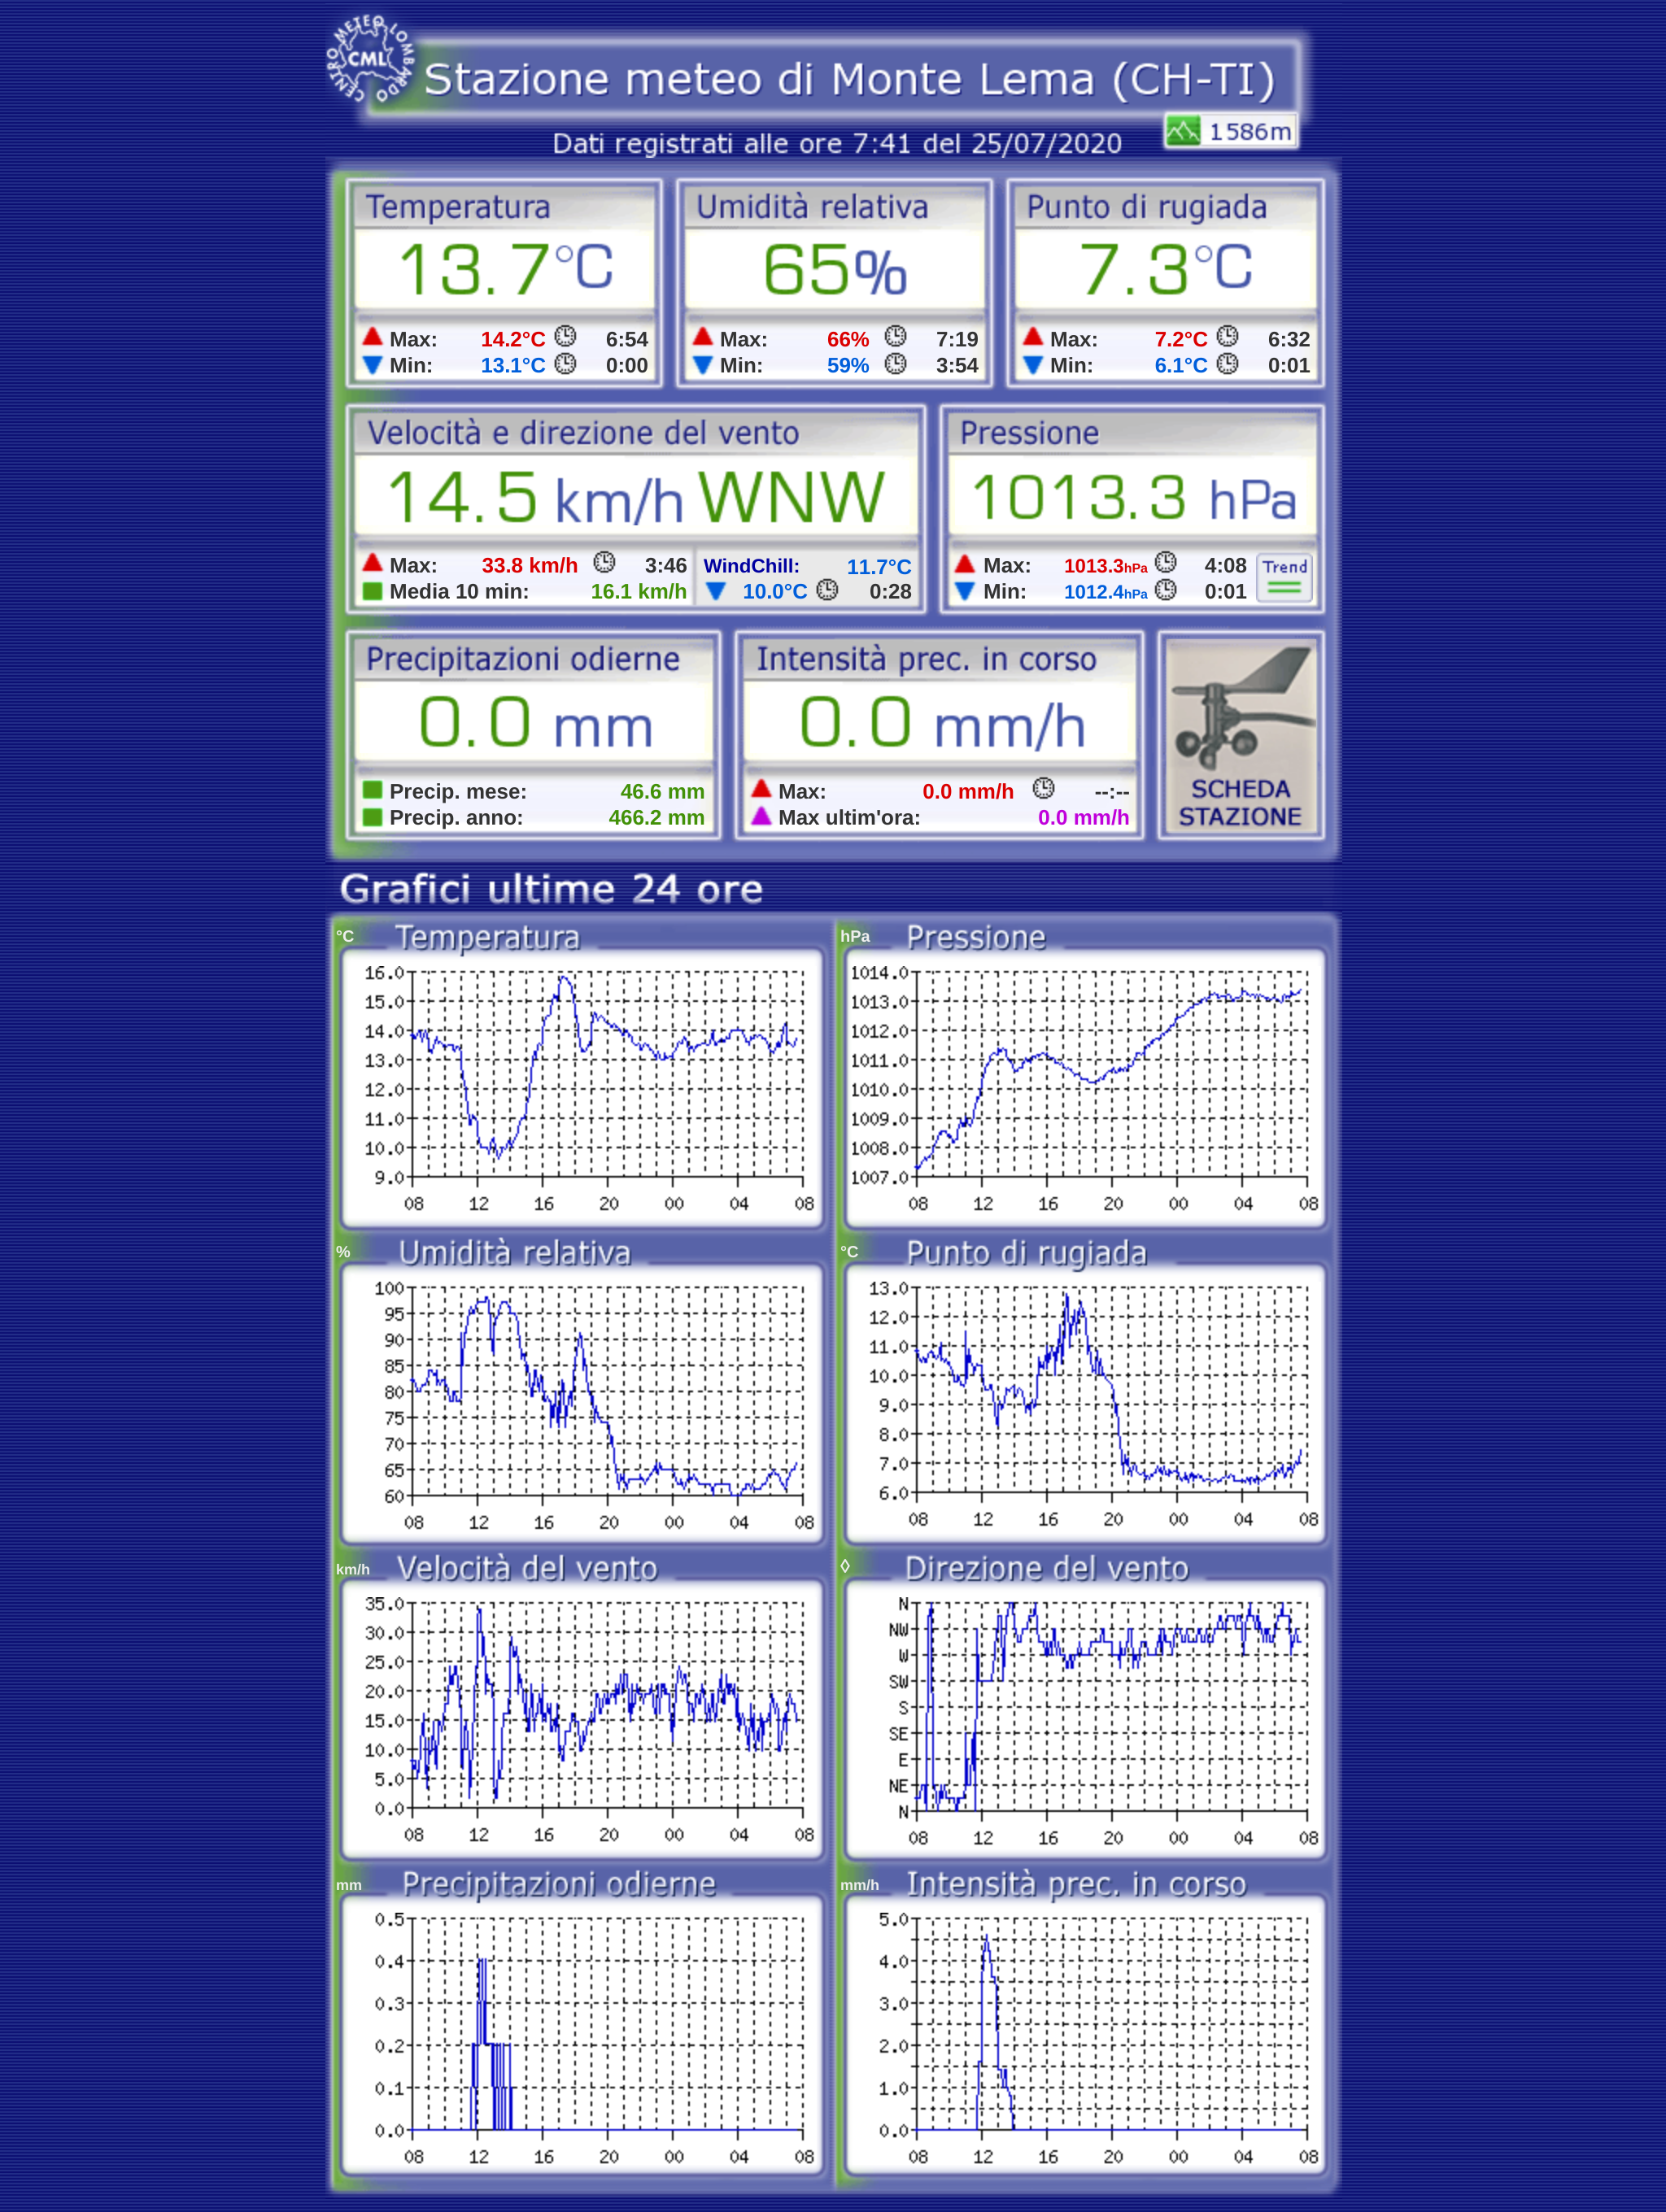 CENTRO METEO LOMBARDO
CML
Stazione meteo di Monte Lema (CH-TI)
1586m
Dati registrati alle ore 7:41 del 25/07/2020
Temperatura Umidità relativa Punto di rugiada
13.7°C 65% 7.3°C
Max: 14.2°C 6:54 Max: 66% 7:19 Max: 7.2°C 6:32
Min: 13.1°C 0:00 Min: 59% 3:54 Min: 6.1°C 0:01
Velocità e direzione del vento Pressione
14.5 km/h WNW 1013.3 hPa
Max: 33.8 km/h 3:46 WindChill: 11.7°C Max: 1013.3hPa 4:08 Trend
Media 10 min: 16.1 km/h 10.0°C 0:28 Min: 1012.4hPa 0:01
Precipitazioni odierne Intensità prec. in corso
0.0 mm 0.0 mm/h
Precip. mese: 46.6 mm Max: 0.0 mm/h --:-- SCHEDA
Precip. anno: 466.2 mm Max ultim'ora: 0.0 mm/h STAZIONE
Grafici ultime 24 ore
°C Temperatura
16.0
15.0
14.0
13.0
12.0
11.0
10.0
9.0
08 12 16 20 00 04 08
hPa Pressione
1014.0
1013.0
1012.0
1011.0
1010.0
1009.0
1008.0
1007.0
08 12 16 20 00 04 08
% Umidità relativa
100
95
90
85
80
75
70
65
60
08 12 16 20 00 04 08
°C Punto di rugiada
13.0
12.0
11.0
10.0
9.0
8.0
7.0
6.0
08 12 16 20 00 04 08
km/h Velocità del vento
35.0
30.0
25.0
20.0
15.0
10.0
5.0
0.0
08 12 16 20 00 04 08
◊ Direzione del vento
N
NW
W
SW
S
SE
E
NE
N
08 12 16 20 00 04 08
mm Precipitazioni odierne
0.5
0.4
0.3
0.2
0.1
0.0
08 12 16 20 00 04 08
mm/h Intensità prec. in corso
5.0
4.0
3.0
2.0
1.0
0.0
08 12 16 20 00 04 08